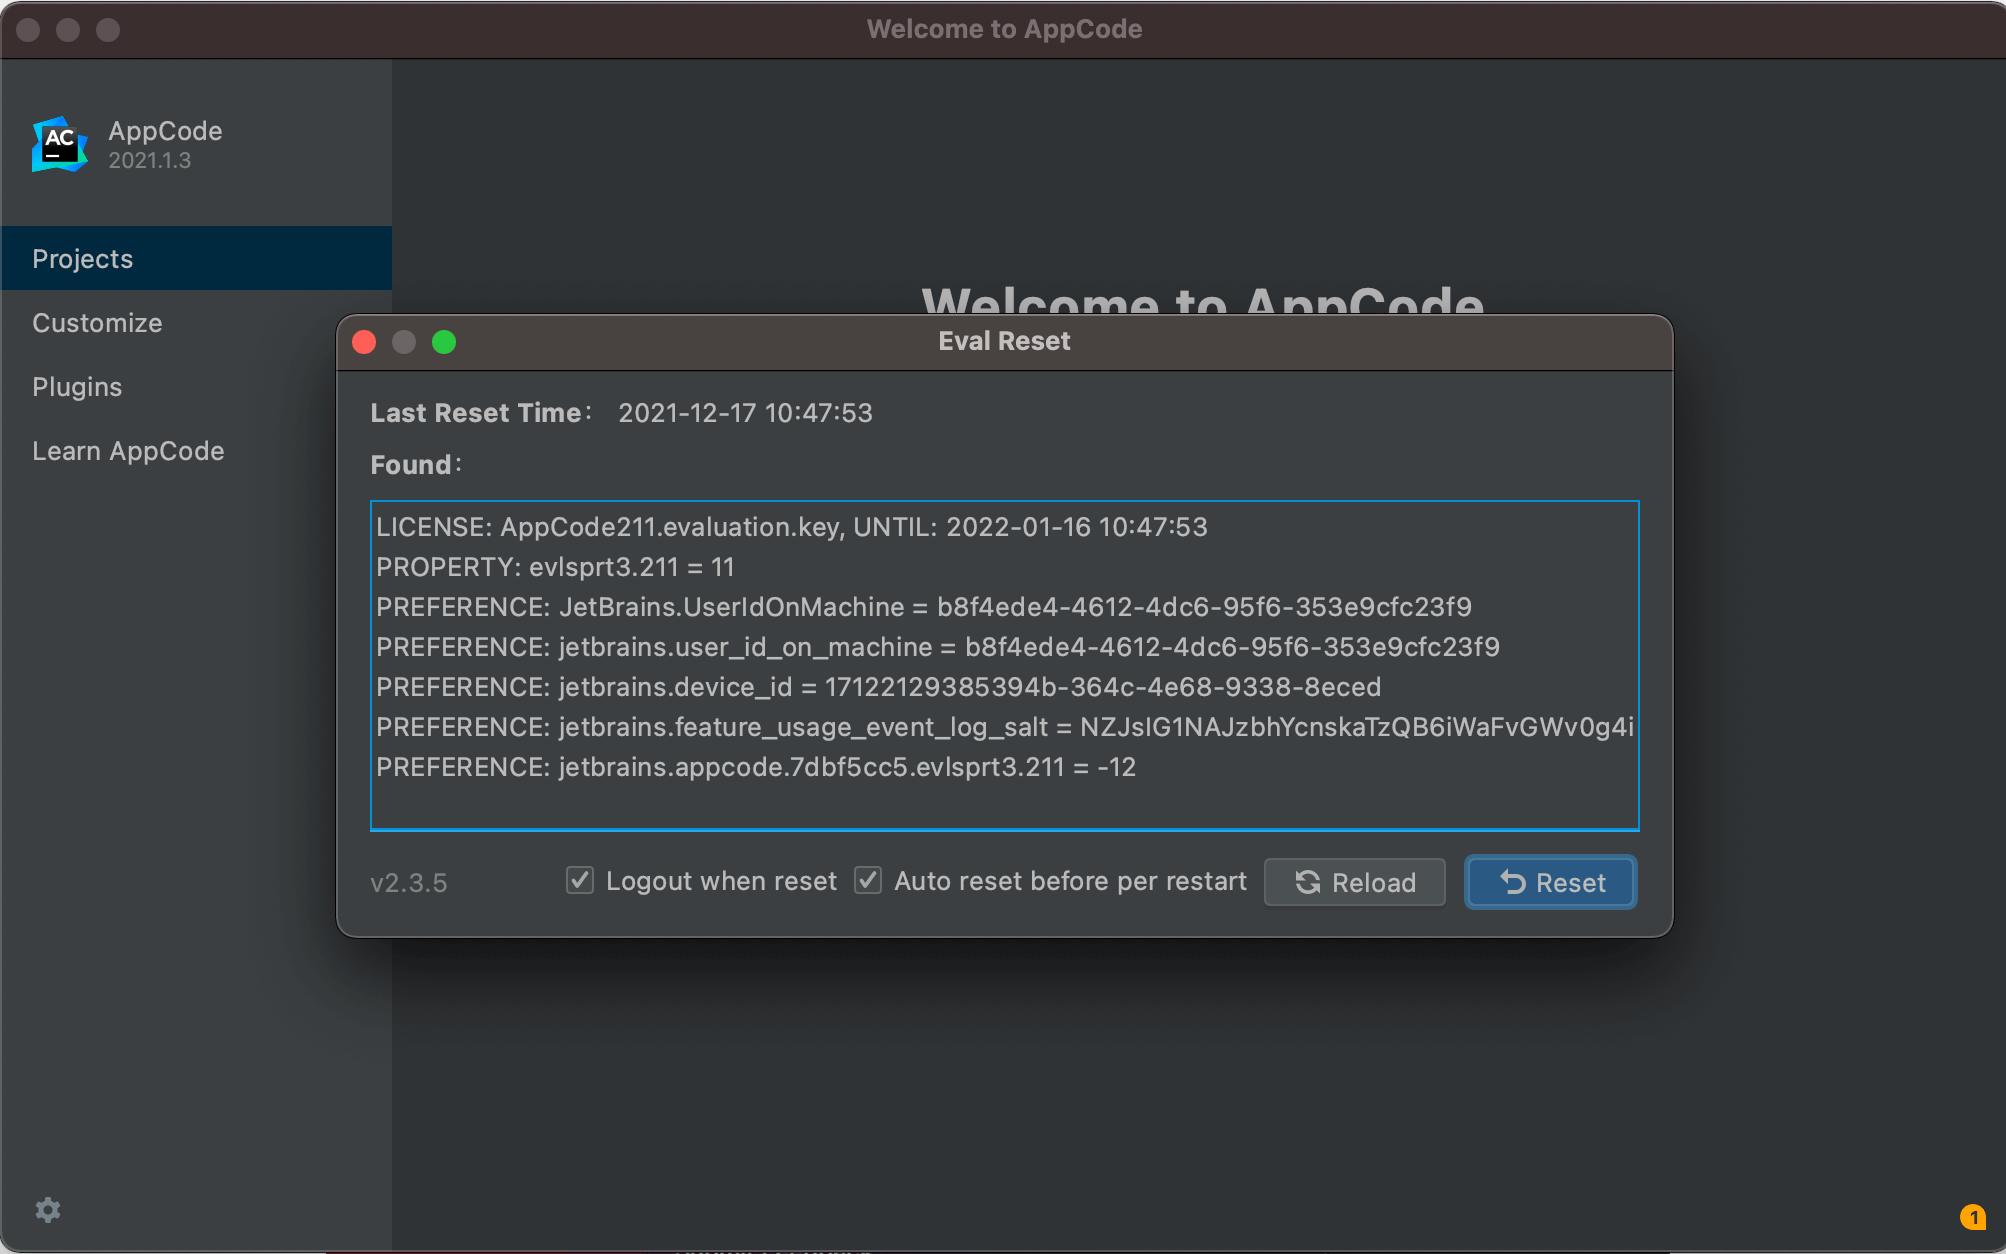 Welcome to AppCode
AC
AppCode
2021.1.3
Projects
Customize
Plugins
Learn AppCode
Welcome to AppCode
Eval Reset
Last Reset Time: 2021-12-17 10:47:53
Found:
LICENSE: AppCode211.evaluation.key, UNTIL: 2022-01-16 10:47:53
PROPERTY: evlsprt3.211 = 11
PREFERENCE: JetBrains.UserIdOnMachine = b8f4ede4-4612-4dc6-95f6-353e9cfc23f9
PREFERENCE: jetbrains.user_id_on_machine = b8f4ede4-4612-4dc6-95f6-353e9cfc23f9
PREFERENCE: jetbrains.device_id = 17122129385394b-364c-4e68-9338-8eced
PREFERENCE: jetbrains.feature_usage_event_log_salt = NZJsIG1NAJzbhYcnskaTzQB6iWaFvGWv0g4i
PREFERENCE: jetbrains.appcode.7dbf5cc5.evlsprt3.211 = -12
v2.3.5 Logout when reset Auto reset before per restart Reload Reset
1